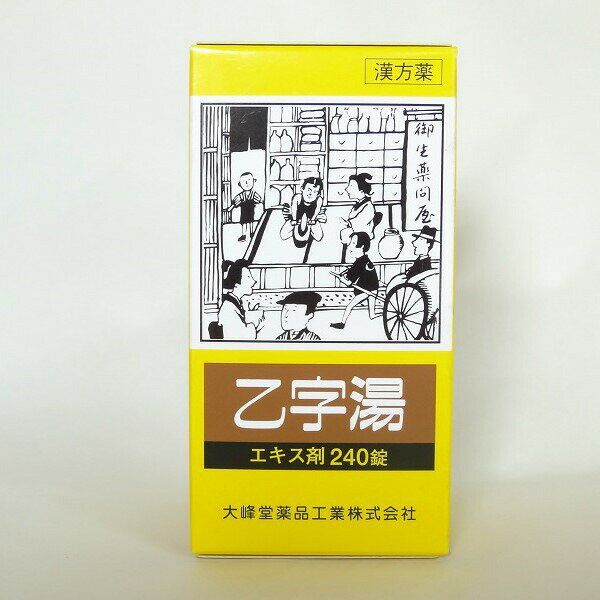 漢方薬
御生薬問屋
乙字湯
エキス剤 240錠
大峰堂薬品工業株式会社